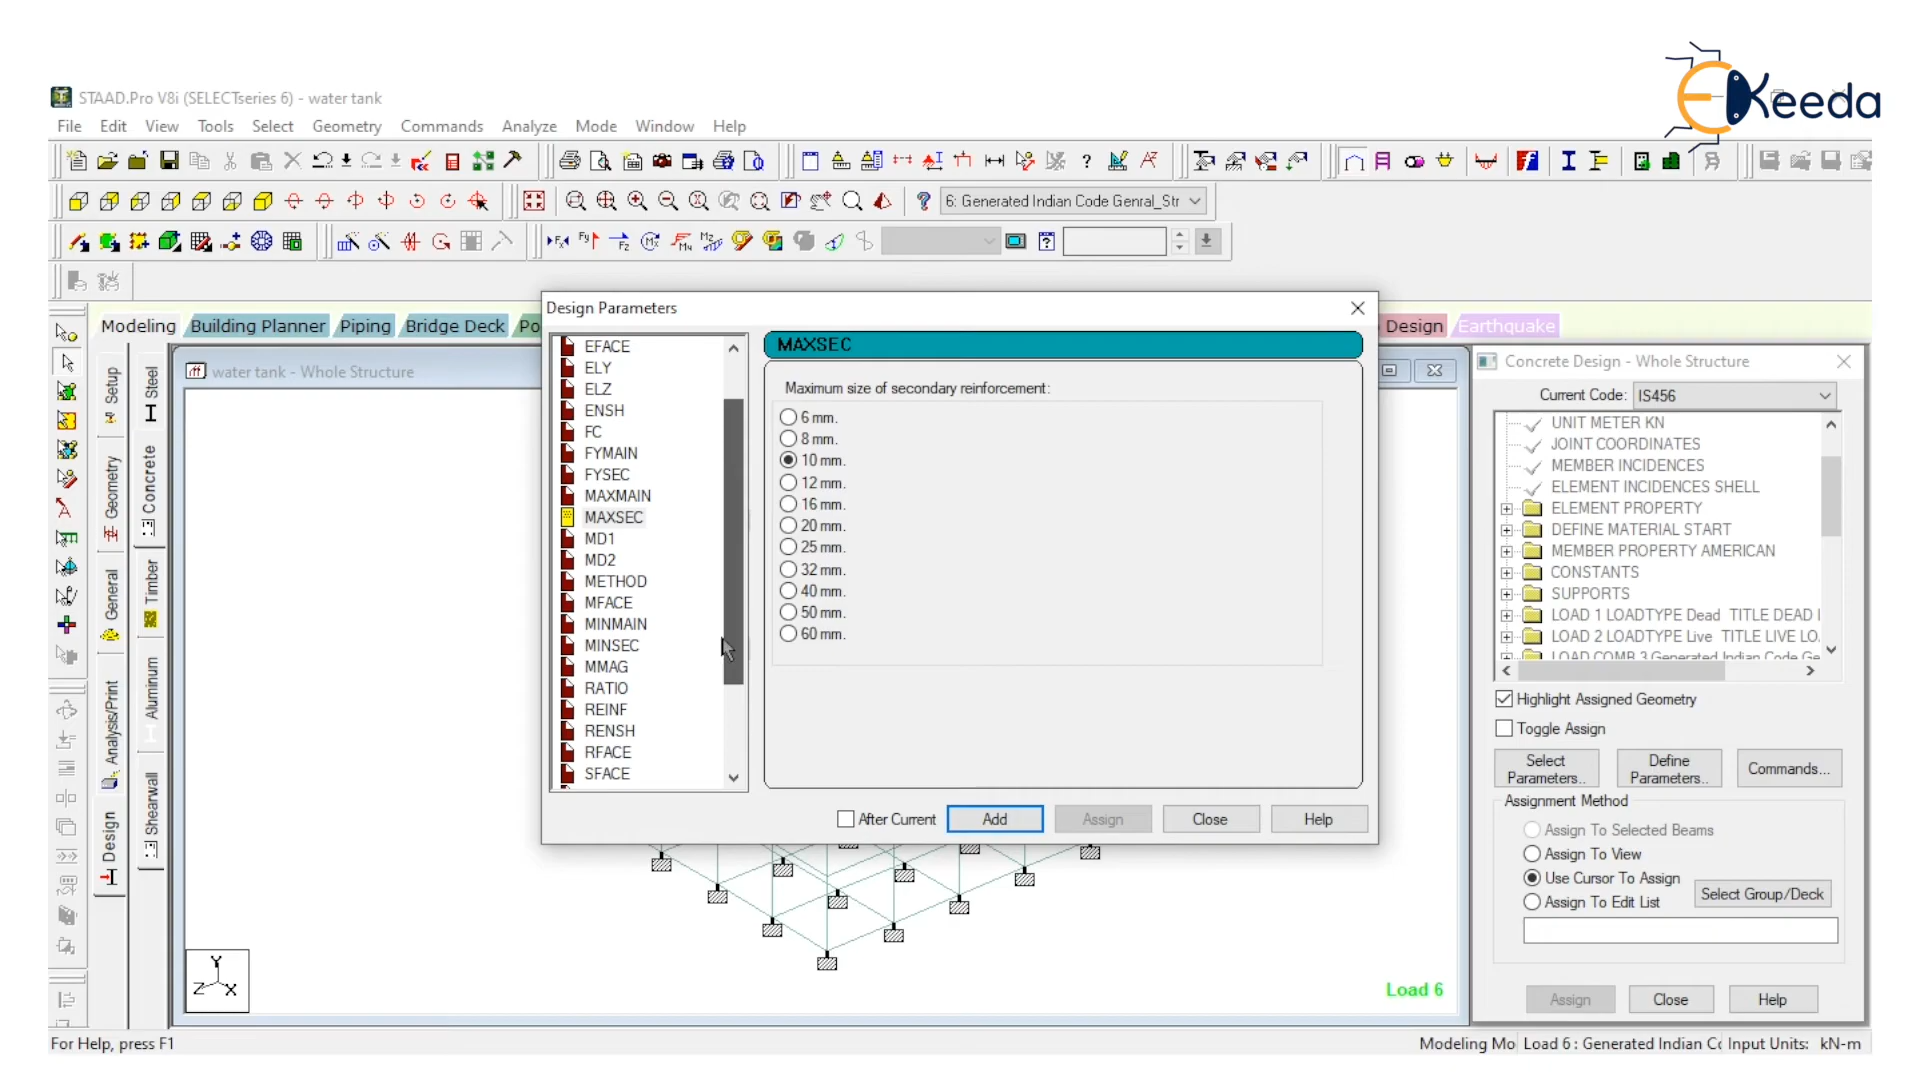 Keeda
STAAD.Pro V8i (SELECTseries 6) - water tank
File Edit View Tools Select Geometry Commands Analyze Mode Window Help
6: Generated Indian Code Genral_Str
Modeling Building Planner Piping Bridge Deck Po
Design Earthquake
Setup
Geometry
General
Analysis/Print
Design
Steel
Concrete
Timber
Aluminum
Shearwall
water tank - Whole Structure
Design Parameters
EFACE
ELY
ELZ
ENSH
FC
FYMAIN
FYSEC
MAXMAIN
MAXSEC
MD1
MD2
METHOD
MFACE
MINMAIN
MINSEC
MMAG
RATIO
REINF
RENSH
RFACE
SFACE
MAXSEC
Maximum size of secondary reinforcement:
6 mm.
8 mm.
10 mm.
12 mm.
16 mm.
20 mm.
25 mm.
32 mm.
40 mm.
50 mm.
60 mm.
After Current Add Assign Close Help
Y
Z X
Load 6
Concrete Design - Whole Structure
Current Code: IS456
UNIT METER KN
JOINT COORDINATES
MEMBER INCIDENCES
ELEMENT INCIDENCES SHELL
ELEMENT PROPERTY
DEFINE MATERIAL START
MEMBER PROPERTY AMERICAN
CONSTANTS
SUPPORTS
LOAD 1 LOADTYPE Dead TITLE DEAD
LOAD 2 LOADTYPE Live TITLE LIVE LO
LOAD COMB 3 Generated Indian Code Ge
Highlight Assigned Geometry
Toggle Assign
Select Parameters..
Define Parameters..
Commands...
Assignment Method
Assign To Selected Beams
Assign To View
Use Cursor To Assign
Assign To Edit List
Select Group/Deck
Assign Close Help
For Help, press F1
Modeling Mo Load 6 : Generated Indian Co Input Units: kN-m